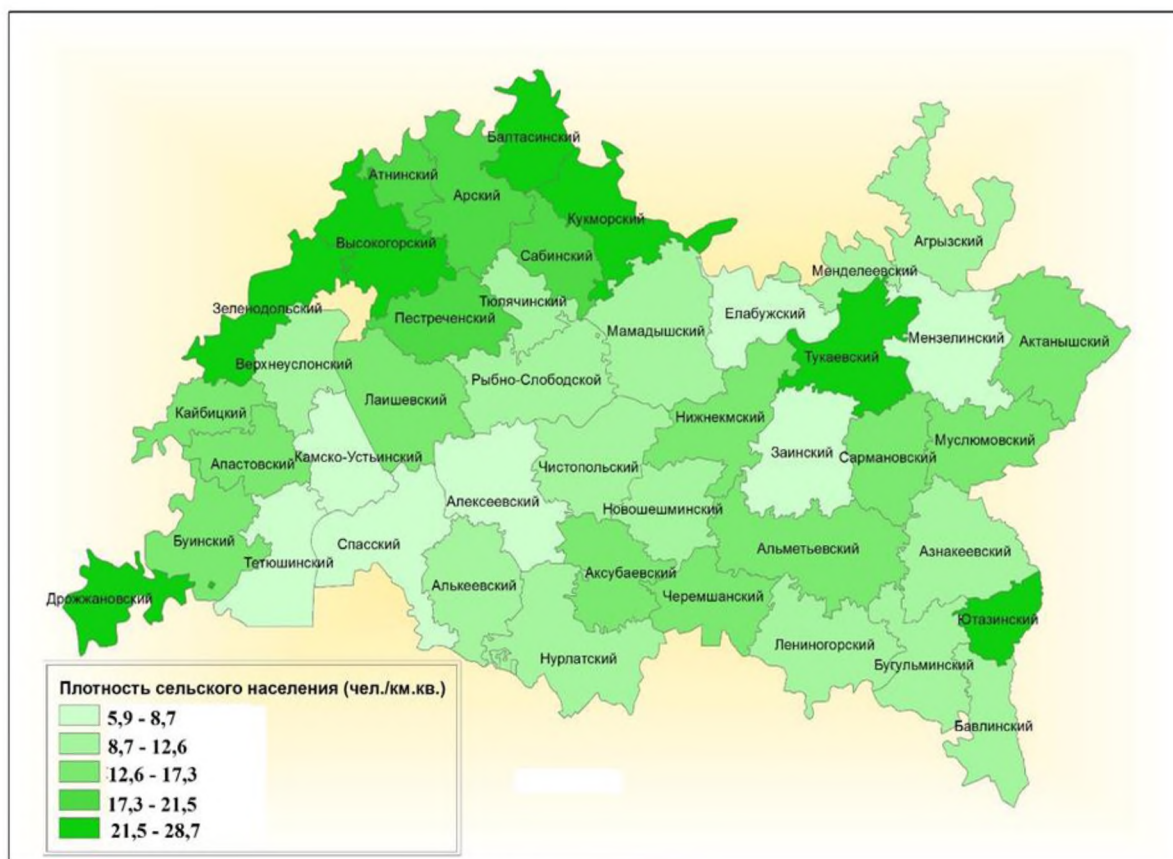 Балтасинский
Атнинский
Арский
Кукморский
Высокогорский
Агрызский
Сабинский
Менделеевский
Тюлячинский
Зеленодольский
Елабужский
Пестреченский
Мамадышский
Мензелинский
Актанышский
Тукаевский
Верхнеуслонский
Рыбно-Слободской
Лаишевский
Кайбицкий
Нижнекмский
Муслюмовский
Заинский
Сармановский
Камско-Устьинский
Апастовский
Чистопольский
Алексеевский
Новошешминский
Буинский
Спасский
Альметьевский
Азнакеевский
Тетюшинский
Аксубаевский
Алькеевский
Дрожжановский
Черемшанский
Ютазинский
Лениногорский
Нурлатский
Бугульминский
Бавлинский
Плотность сельского населения (чел./км.кв.)
5,9 - 8,7
8,7 - 12,6
12,6 - 17,3
17,3 - 21,5
21,5 - 28,7